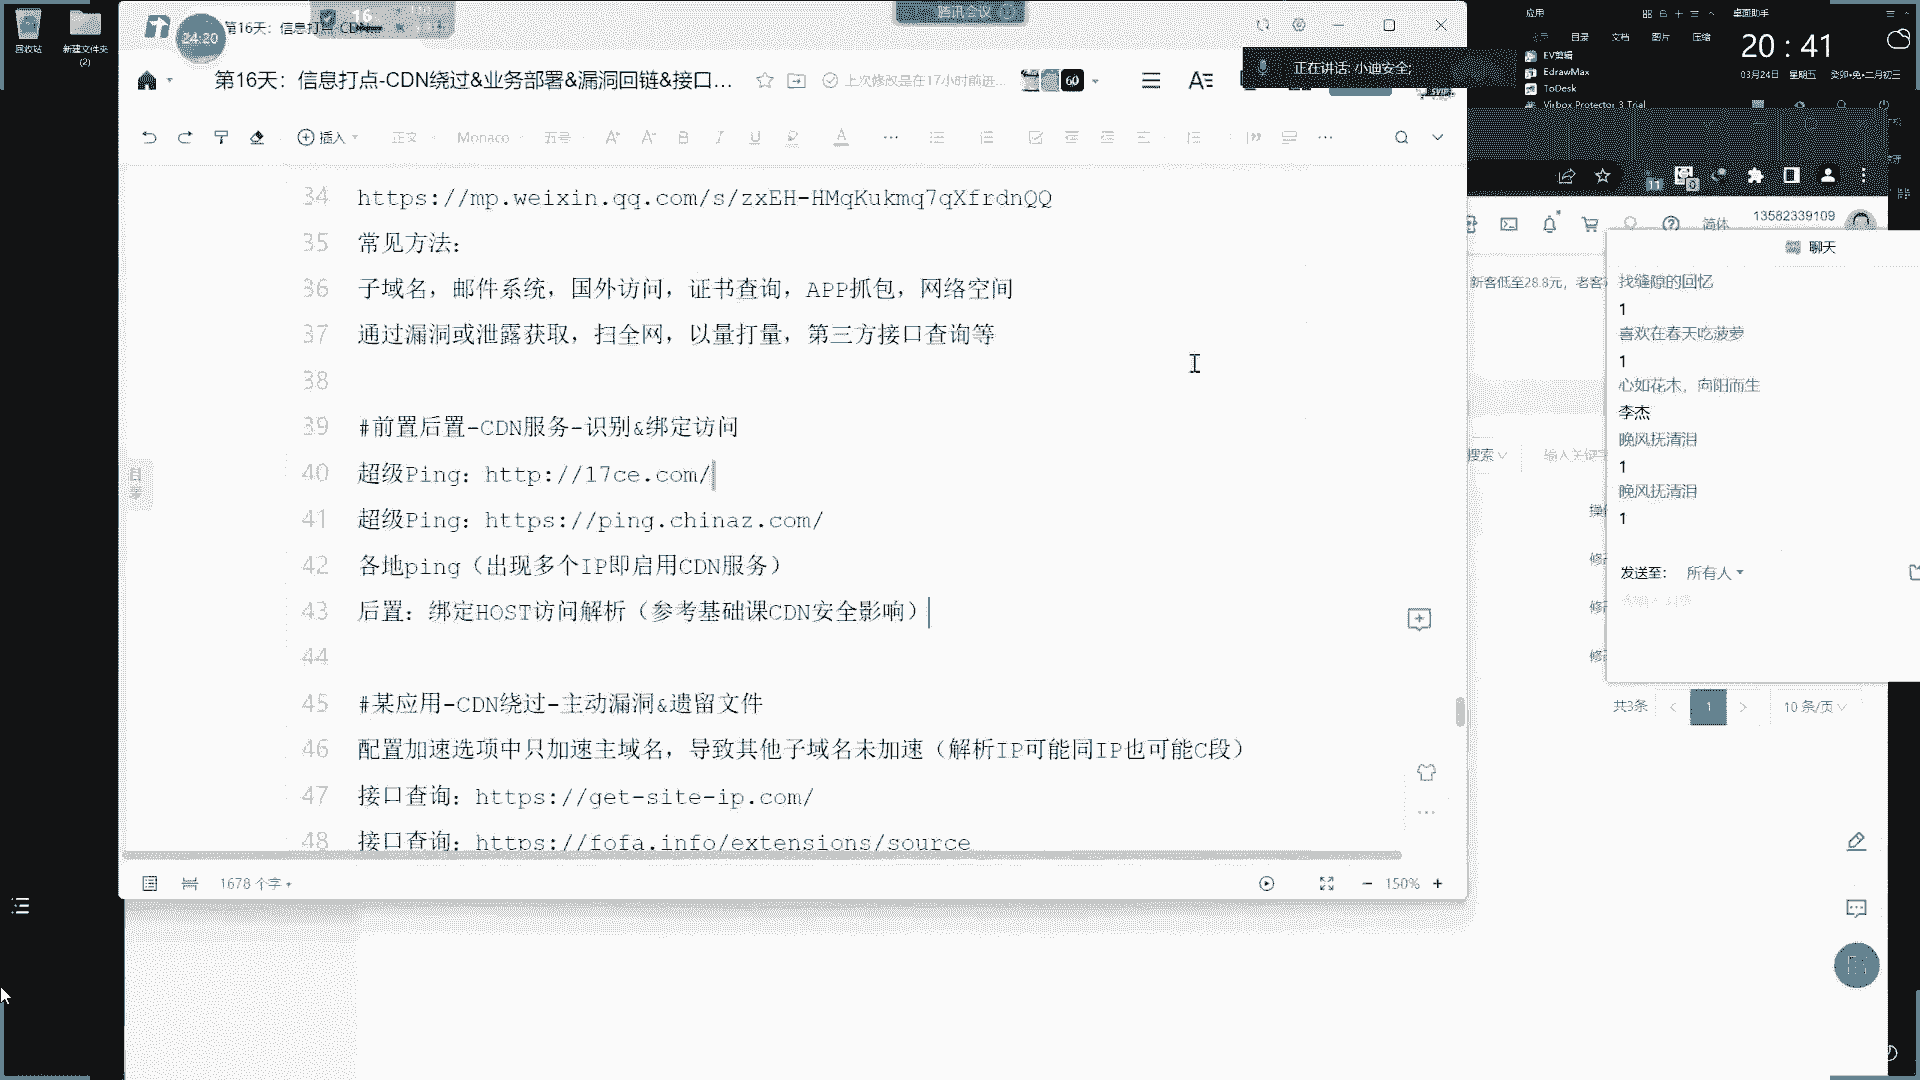 回收站
新建文件夹
(2)
24:20
第16天：信息打点-CDN
16
腾讯会议
第16天：信息打点-CDN绕过&业务部署&漏洞回链&接口...
上次修改是在17小时前进...
60
正在讲话: 小迪安全;
插入
正文
Monaco
五号
34 https://mp.weixin.qq.com/s/zxEH-HMqKukmq7qXfrdnQQ
35 常见方法：
36 子域名，邮件系统，国外访问，证书查询，APP抓包，网络空间
37 通过漏洞或泄露获取，扫全网，以量打量，第三方接口查询等
38
39 #前置后置-CDN服务-识别&绑定访问
40 超级Ping：http://17ce.com/
41 超级Ping：https://ping.chinaz.com/
42 各地ping（出现多个IP即启用CDN服务）
43 后置：绑定HOST访问解析（参考基础课CDN安全影响）
44
45 #某应用-CDN绕过-主动漏洞&遗留文件
46 配置加速选项中只加速主域名，导致其他子域名未加速（解析IP可能同IP也可能C段）
47 接口查询：https://get-site-ip.com/
48 接口查询：https://fofa.info/extensions/source
1678 个字
150%
应用
目录
文档
图片
压缩
EV剪辑
EdrawMax
ToDesk
Virbox Protector 3 Trial
桌面助手
20 : 41
03月24日 星期五 癸卯•兔•二月初三
11
0
简体
13582339109
新客低至28.8元，老客
搜索
输入关键字
共3条
1
10 条/页
聊天
找缝隙的回忆
1
喜欢在春天吃菠萝
1
心如花木，向阳而生
李杰
晚风抚清泪
1
晚风抚清泪
1
发送至： 所有人